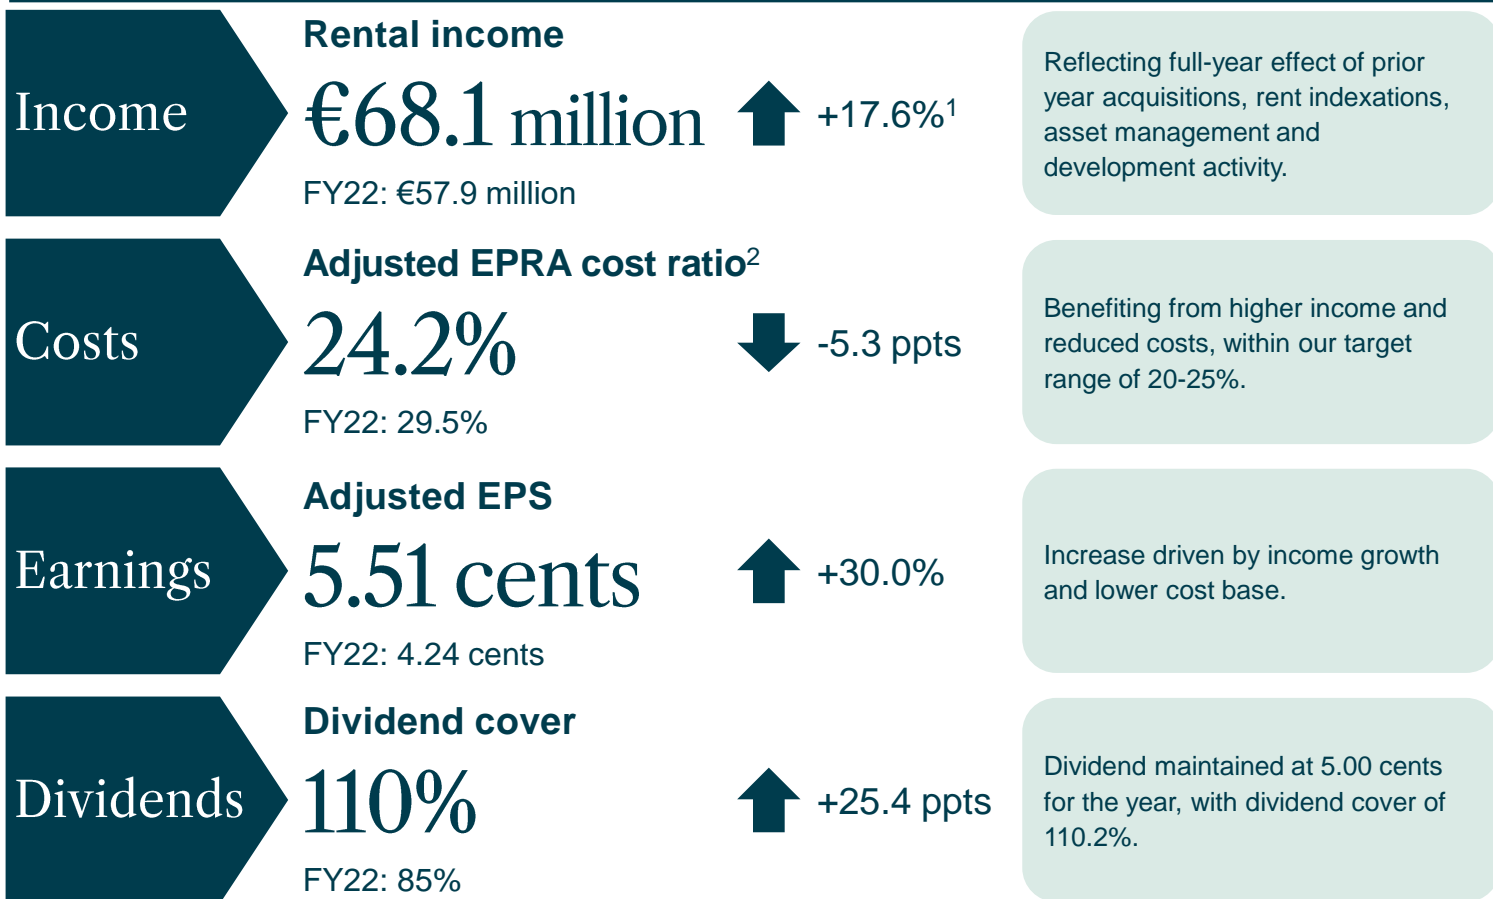 Income
Rental income
€68.1 million
+17.6%¹
FY22: €57.9 million
Reflecting full-year effect of prior
year acquisitions, rent indexations,
asset management and
development activity.
Costs
Adjusted EPRA cost ratio²
24.2%
-5.3 ppts
FY22: 29.5%
Benefiting from higher income and
reduced costs, within our target
range of 20-25%.
Earnings
Adjusted EPS
5.51 cents
+30.0%
FY22: 4.24 cents
Increase driven by income growth
and lower cost base.
Dividends
Dividend cover
110%
+25.4 ppts
FY22: 85%
Dividend maintained at 5.00 cents
for the year, with dividend cover of
110.2%.